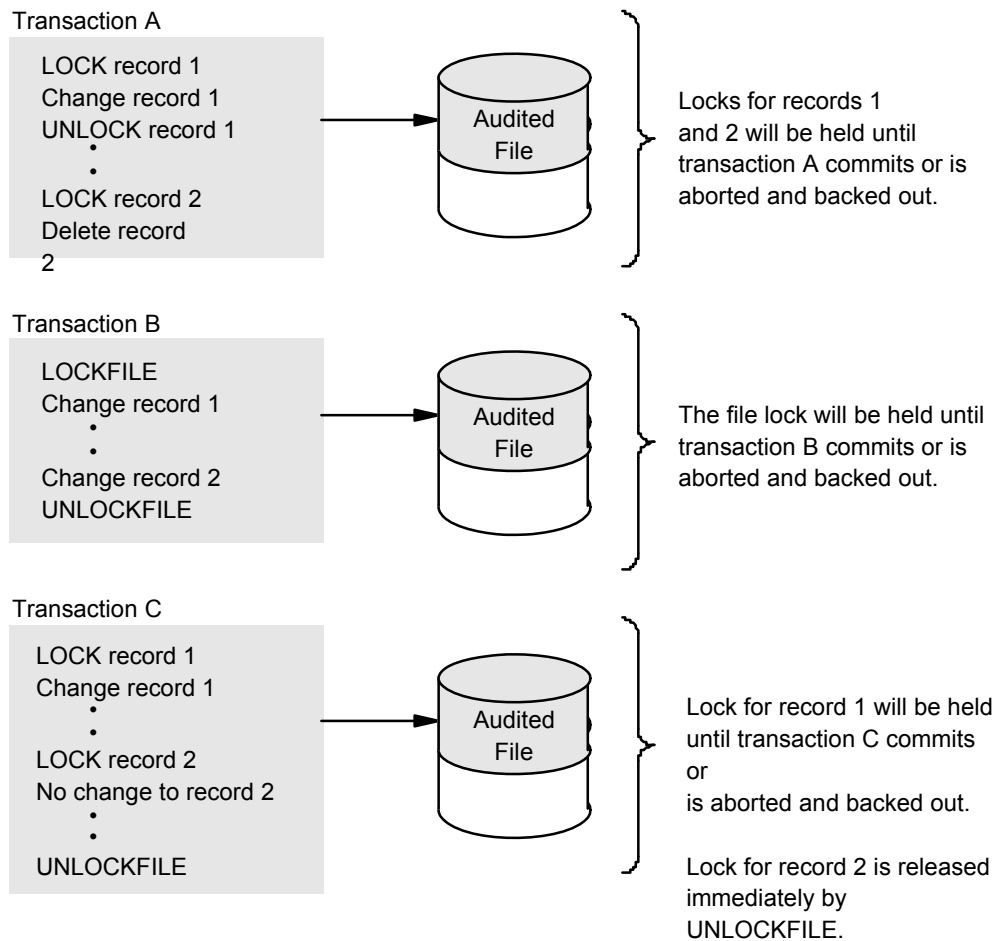 Transaction A
LOCK record 1
Change record 1
UNLOCK record 1
•
•
LOCK record 2
Delete record
2
Audited
File
Locks for records 1
and 2 will be held until
transaction A commits or is
aborted and backed out.
Transaction B
LOCKFILE
Change record 1
•
•
Change record 2
UNLOCKFILE
Audited
File
The file lock will be held until
transaction B commits or is
aborted and backed out.
Transaction C
LOCK record 1
Change record 1
•
•
LOCK record 2
No change to record 2
•
•
UNLOCKFILE
Audited
File
Lock for record 1 will be held
until transaction C commits
or
is aborted and backed out.
Lock for record 2 is released
immediately by
UNLOCKFILE.